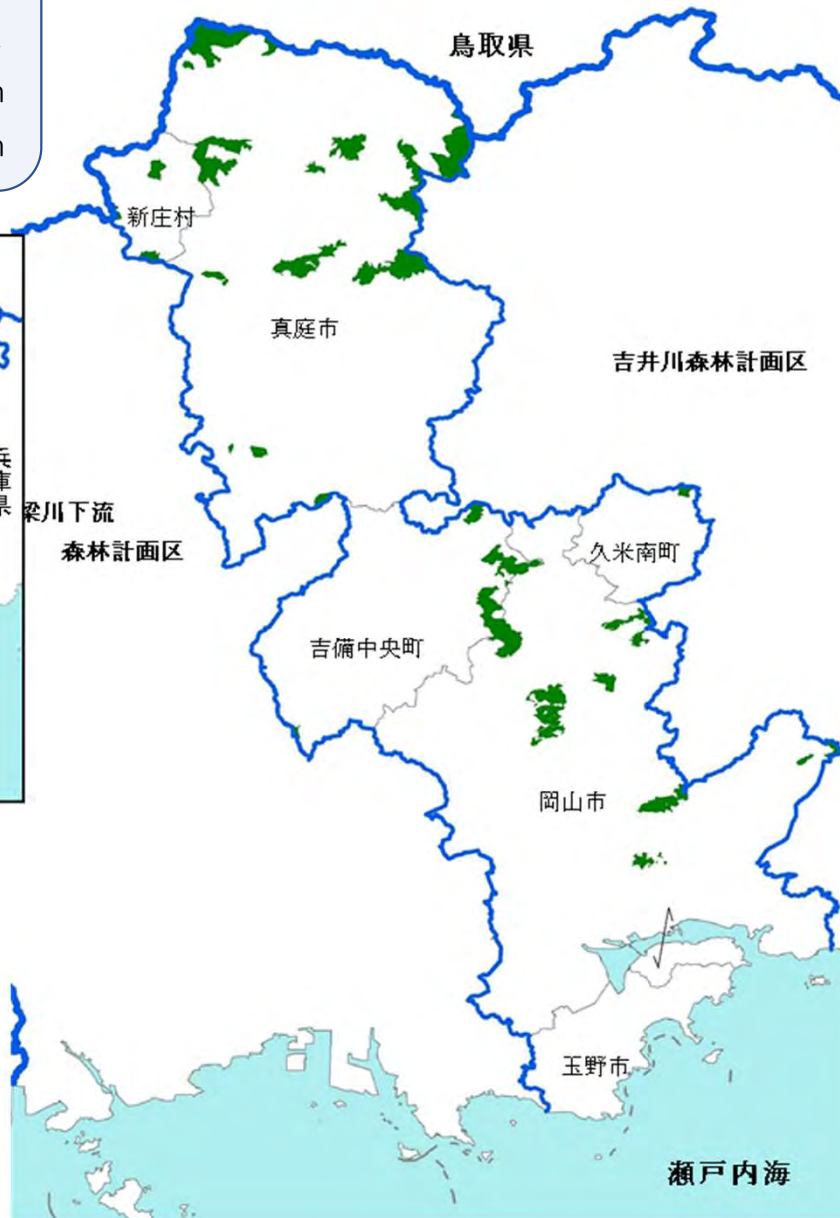 鳥取県
新庄村
真庭市
吉井川森林計画区
兵庫県
梁川下流
森林計画区
久米南町
吉備中央町
岡山市
玉野市
瀬戸内海